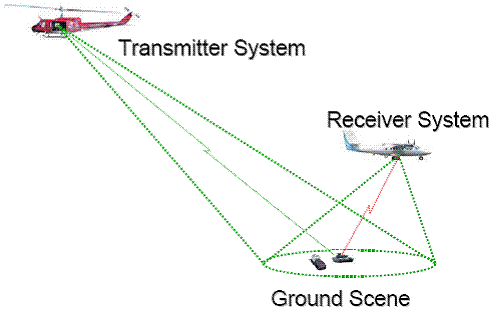 Transmitter System
Receiver System
Ground Scene